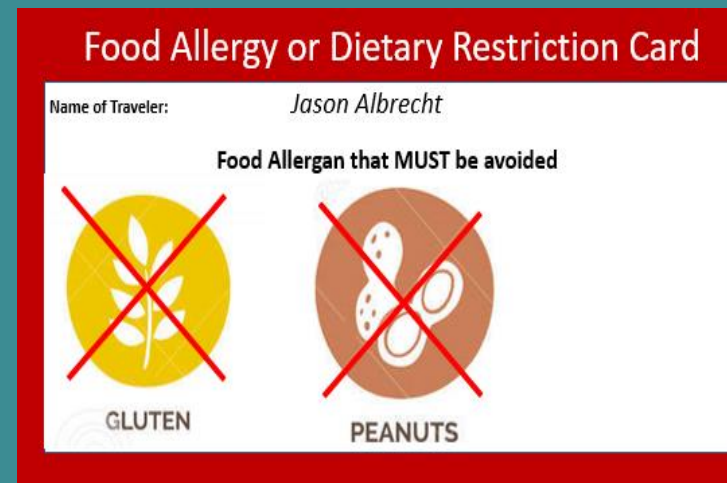 Food Allergy or Dietary Restriction Card
Name of Traveler: Jason Albrecht
Food Allergan that MUST be avoided
GLUTEN
PEANUTS